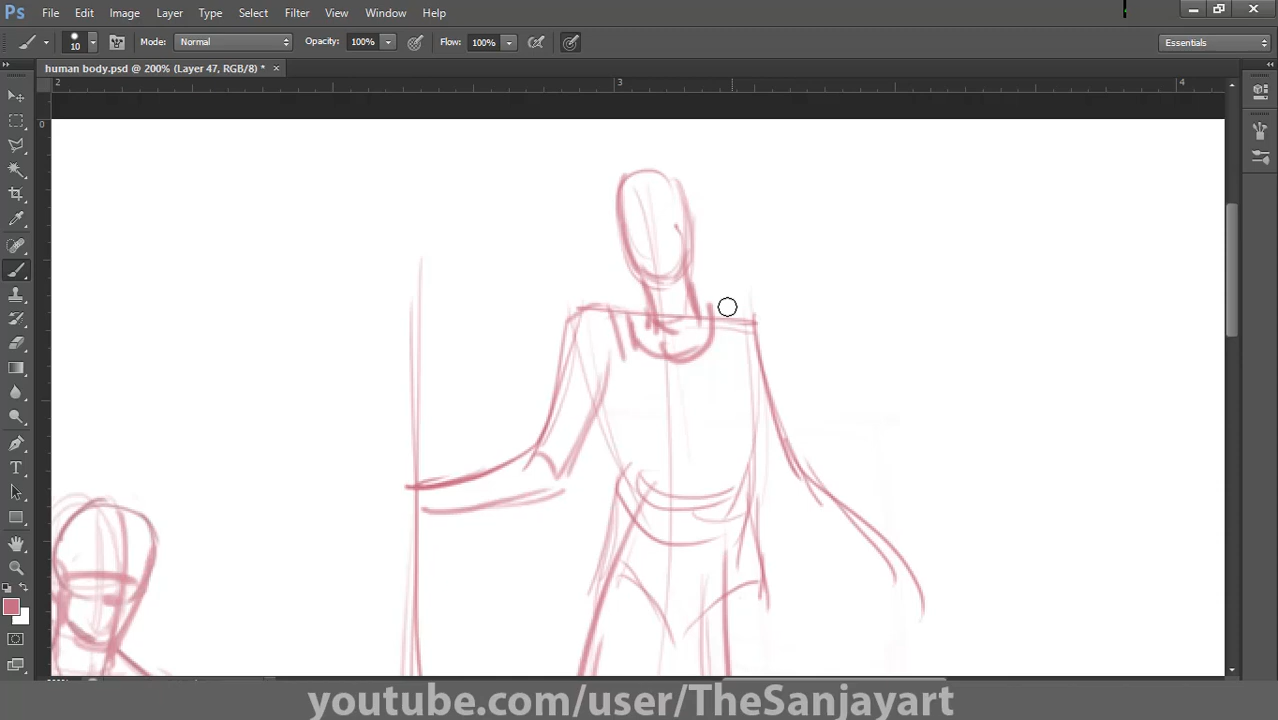 Ps File Edit Image Layer Type Select Filter View Window Help
10 Mode: Normal Opacity: 100% Flow: 100% Essentials
human body.psd @ 200% (Layer 47, RGB/8) * ×
2 3 4
0
youtube.com/user/TheSanjayart